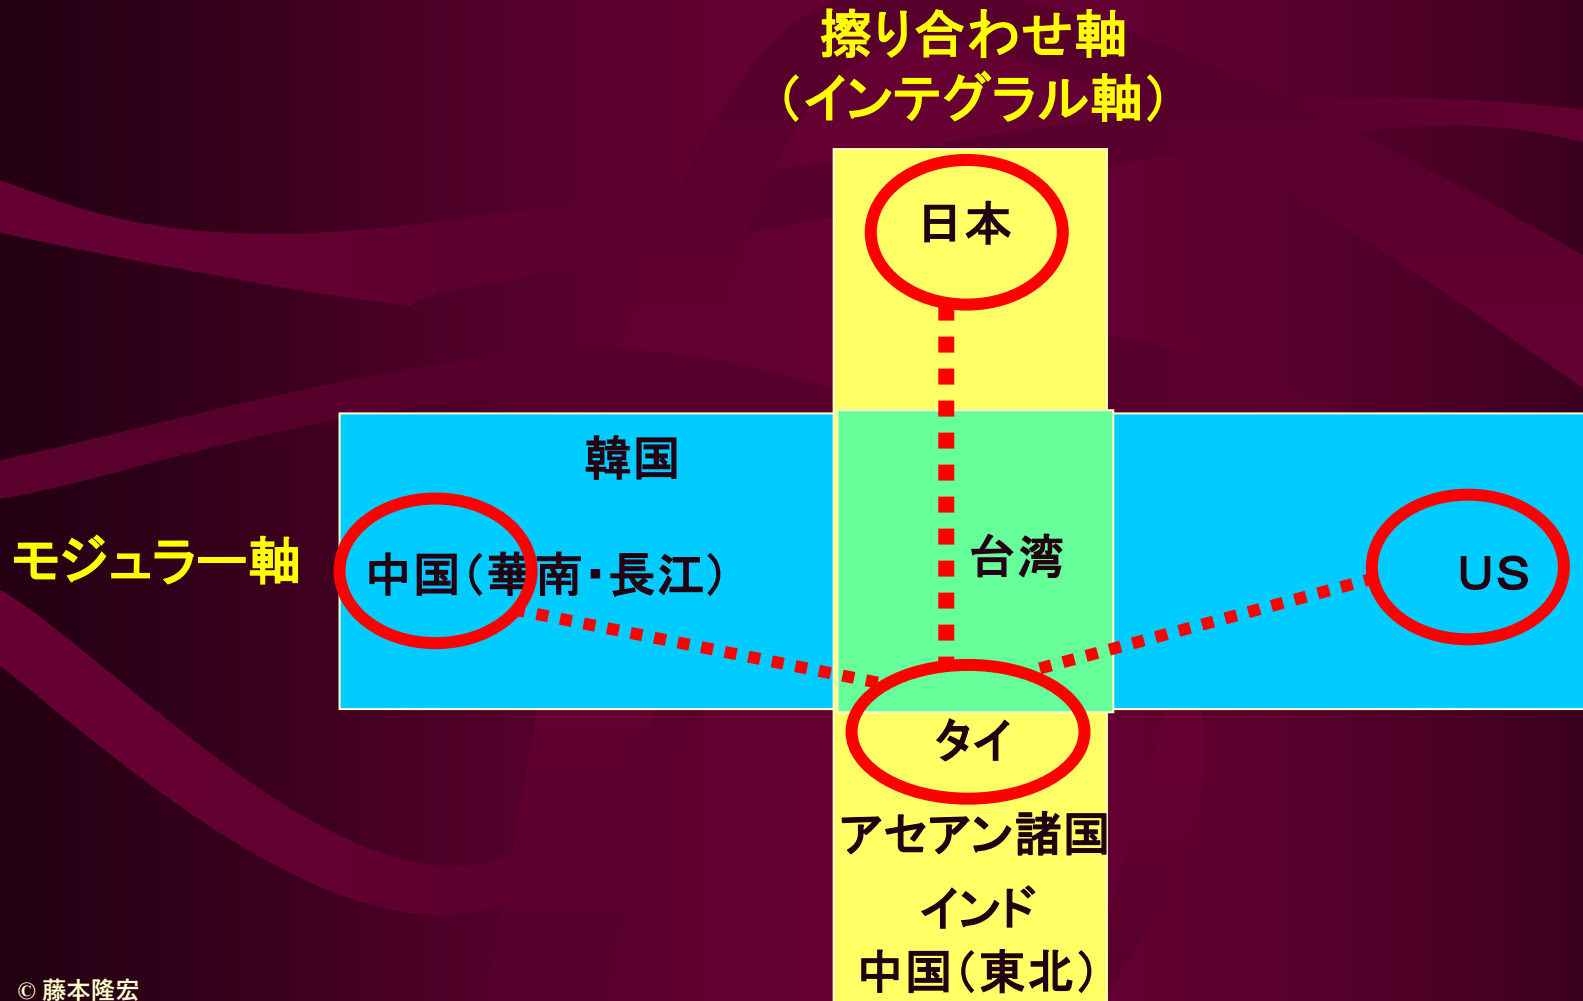 擦り合わせ軸
（インテグラル軸）
日本
韓国
モジュラー軸
中国（華南・長江）
台湾
US
タイ
アセアン諸国
インド
中国（東北）
© 藤本隆宏